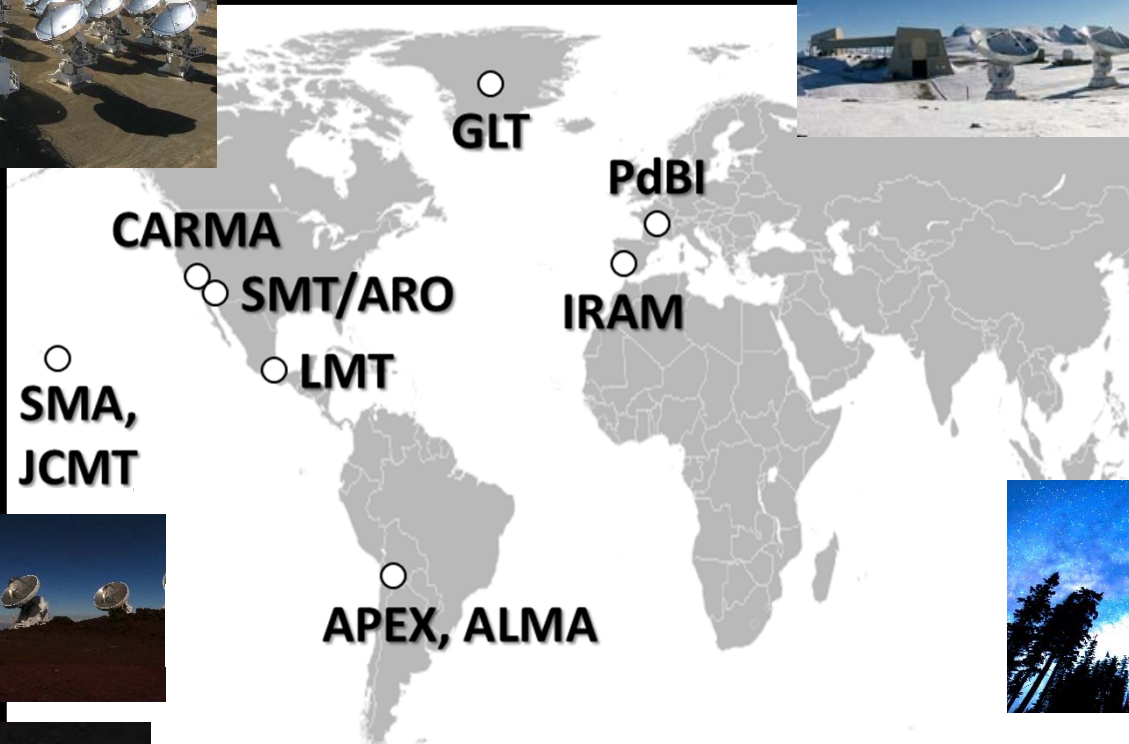 GLT
PdBI
CARMA
SMT/ARO
IRAM
LMT
SMA,
JCMT
APEX, ALMA